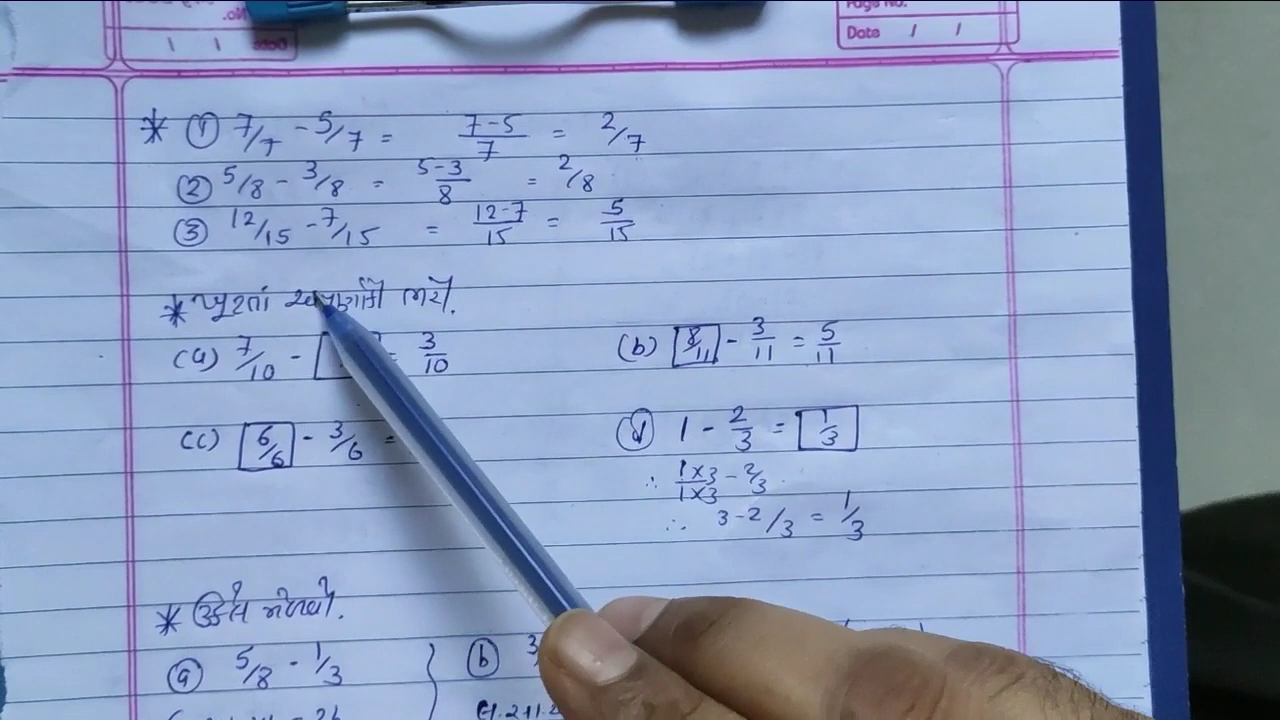 Page No.
Date / /
* ① 7/7 - 5/7 = 7-5/7 = 2/7
② 5/8 - 3/8 = 5-3/8 = 2/8
③ 12/15 - 7/15 = 12-7/15 = 5/15
* ખૂટતાં ભરો.
(a) 7/10 - = 3/10 (b) 8/11 - 3/11 = 5/11
(c) 6/6 - 3/6 = (d) 1 - 2/3 = 1/3
∴ 1×3/1×3 - 2/3
∴ 3-2/3 = 1/3
* ઉકેલ મેળવો.
ⓐ 5/8 - 1/3 ⓑ